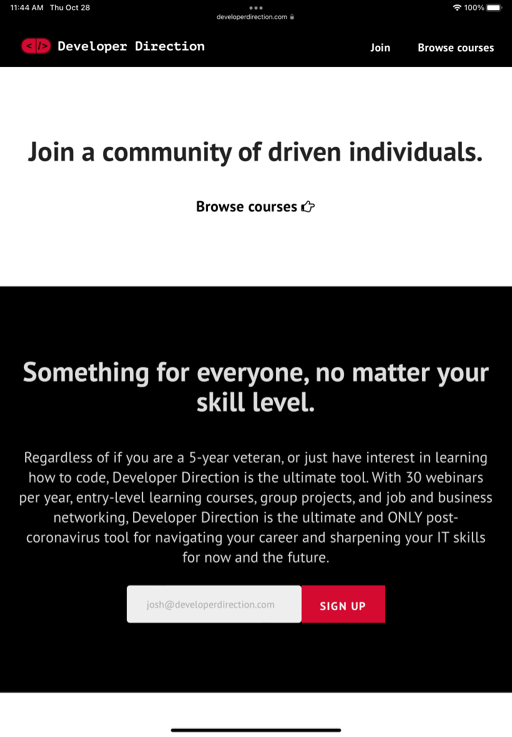 11:44 AM Thu Oct 28
100%
developerdirection.com
</> Developer Direction
Join
Browse courses
Join a community of driven individuals.
Browse courses
Something for everyone, no matter your
skill level.
Regardless of if you are a 5-year veteran, or just have interest in learning
how to code, Developer Direction is the ultimate tool. With 30 webinars
per year, entry-level learning courses, group projects, and job and business
networking, Developer Direction is the ultimate and ONLY post-
coronavirus tool for navigating your career and sharpening your IT skills
for now and the future.
josh@developerdirection.com
SIGN UP